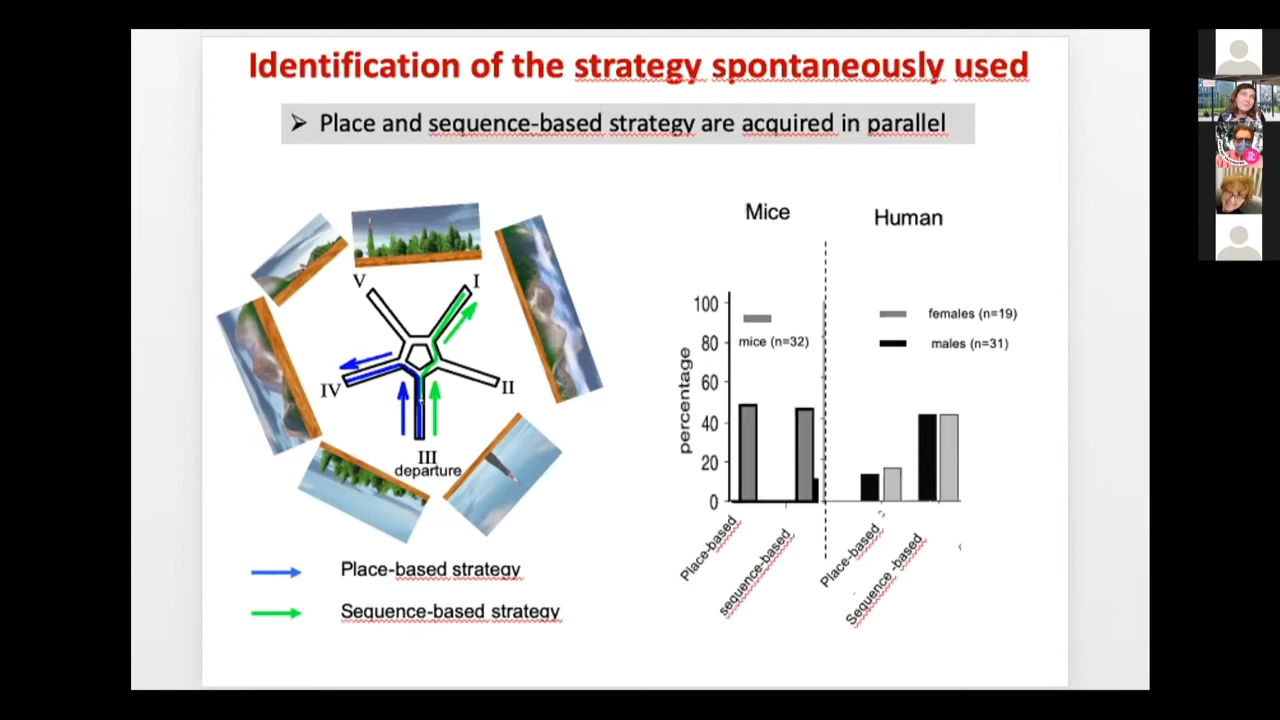 Identification of the strategy spontaneously used
➢ Place and sequence-based strategy are acquired in parallel
V
I
IV
II
III
departure
Place-based strategy
Sequence-based strategy
Mice
Human
percentage
100
80
60
40
20
0
mice (n=32)
females (n=19)
males (n=31)
Place-based
sequence-based
Place-based
Sequence -based